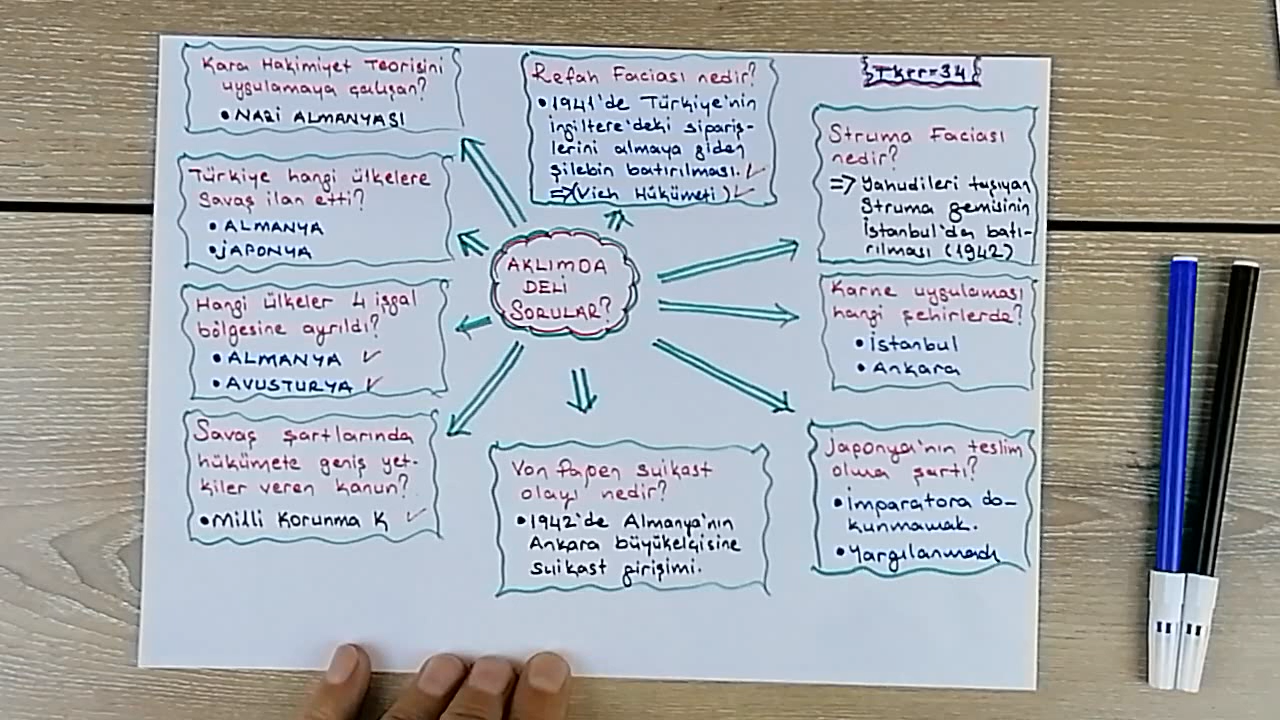 Kara Hakimiyet Teorisini
uygulamaya çalışan?
• NAZİ ALMANYASI
Türkiye hangi ülkelere
Savaş ilan etti?
• ALMANYA
• JAPONYA
Hangi ülkeler 4 işgal
bölgesine ayrıldı?
• ALMANYA ✓
• AVUSTURYA ✓
Savaş şartlarında
hükümete geniş yet-
kiler veren kanun?
• Milli Korunma K ✓
Refah Faciası nedir?
• 1941'de Türkiye'nin
İngiltere'deki sipariş-
lerini almaya giden
şilebin batırılması. ✓
=> (Vich Hükümeti) ✓
AKLIMDA
DELİ
SORULAR?
Von Papen suikast
olayı nedir?
• 1942'de Almanya'nın
Ankara büyükelçisine
suikast girişimi.
Tkrr=34
Struma Faciası
nedir?
=> Yahudileri taşıyan
Struma gemisinin
İstanbul'da batı-
rılması (1942)
Karne uygulaması
hangi şehirlerde?
• İstanbul
• Ankara
Japonya'nın teslim
olma şartı?
• İmparatora do-
kunmamak.
• Yargılanmadı